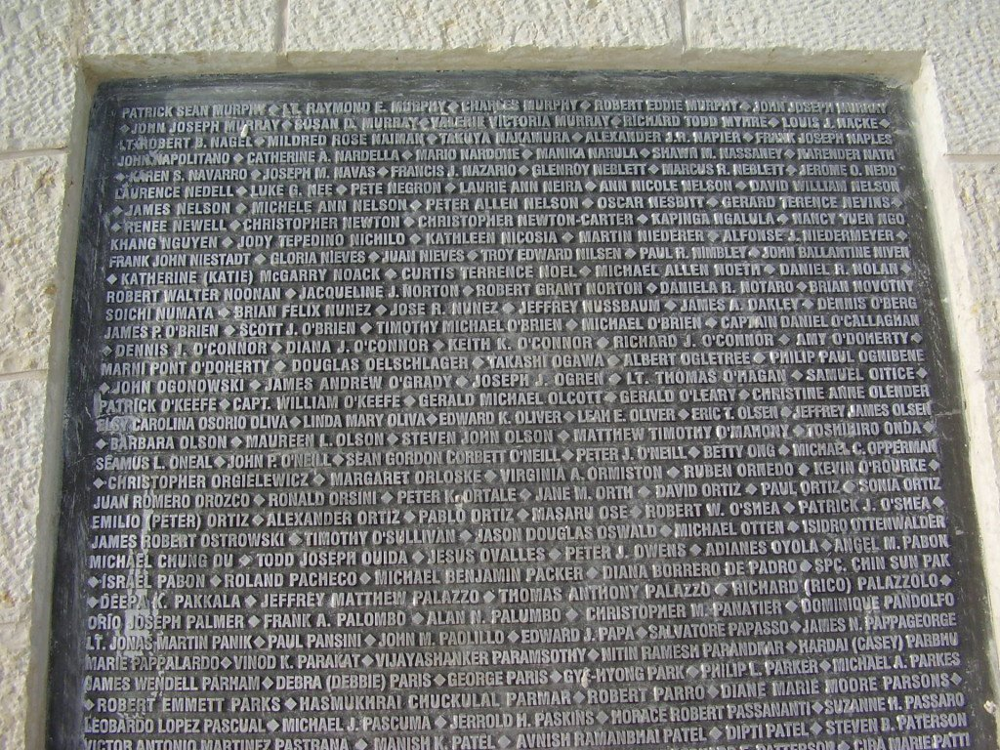 PATRICK SEAN MURPHY ◆ LT. RAYMOND E. MURPHY ◆ CHARLES MURPHY ◆ ROBERT EDDIE MURPHY ◆ JOHN JOSEPH MURRAY
◆ JOHN JOSEPH MURRAY ◆ SUSAN D. MURRAY ◆ VALERIE VICTORIA MURRAY ◆ RICHARD TODD MYHRE ◆ LOUIS J. NACKE ◆
LT. ROBERT B. NAGEL ◆ MILDRED ROSE NAIMAN ◆ TAKUYA NAKAMURA ◆ ALEXANDER J.R. NAPIER ◆ FRANK JOSEPH NAPLES
JOHN NAPOLITANO ◆ CATHERINE A. NARDELLA ◆ MARIO NARDONE ◆ MANIKA NARULA ◆ SHAWN M. NASSANEY ◆ NARENDER NATH
◆ KAREN S. NAVARRO ◆ JOSEPH M. NAVAS ◆ FRANCIS J. NAZARIO ◆ GLENROY NEBLETT ◆ MARCUS R. NEBLETT ◆ JEROME O. NEDD
LAURENCE NEDELL ◆ LUKE G. NEE ◆ PETE NEGRON ◆ LAURIE ANN NEIRA ◆ ANN NICOLE NELSON ◆ DAVID WILLIAM NELSON
◆ JAMES NELSON ◆ MICHELE ANN NELSON ◆ PETER ALLEN NELSON ◆ OSCAR NESBITT ◆ GERARD TERENCE NEVINS ◆
◆ RENEE NEWELL ◆ CHRISTOPHER NEWTON ◆ CHRISTOPHER NEWTON-CARTER ◆ KAPINGA NGALULA ◆ NANCY YUEN NGO
KHANG NGUYEN ◆ JODY TEPEDINO NICHILO ◆ KATHLEEN NICOSIA ◆ MARTIN NIEDERER ◆ ALFONSE J. NIEDERMEYER ◆
FRANK JOHN NIESTADT ◆ GLORIA NIEVES ◆ JUAN NIEVES ◆ TROY EDWARD NILSEN ◆ PAUL R. NIMBLEY ◆ JOHN BALLANTINE NIVEN
◆ KATHERINE (KATIE) McGARRY NOACK ◆ CURTIS TERRENCE NOEL ◆ MICHAEL ALLEN NOETH ◆ DANIEL R. NOLAN ◆
ROBERT WALTER NOONAN ◆ JACQUELINE J. NORTON ◆ ROBERT GRANT NORTON ◆ DANIELA R. NOTARO ◆ BRIAN NOVOTNY
SOICHI NUMATA ◆ BRIAN FELIX NUNEZ ◆ JOSE R. NUNEZ ◆ JEFFREY NUSSBAUM ◆ JAMES A. OAKLEY ◆ DENNIS O'BERG
JAMES P. O'BRIEN ◆ SCOTT J. O'BRIEN ◆ TIMOTHY MICHAEL O'BRIEN ◆ MICHAEL O'BRIEN ◆ CAPTAIN DANIEL O'CALLAGHAN
◆ DENNIS J. O'CONNOR ◆ DIANA J. O'CONNOR ◆ KEITH K. O'CONNOR ◆ RICHARD J. O'CONNOR ◆ AMY O'DOHERTY ◆
MARNI PONT O'DOHERTY ◆ DOUGLAS OELSCHLAGER ◆ TAKASHI OGAWA ◆ ALBERT OGLETREE ◆ PHILIP PAUL OGNIBENE
◆ JOHN OGONOWSKI ◆ JAMES ANDREW O'GRADY ◆ JOSEPH J. OGREN ◆ LT. THOMAS O'HAGAN ◆ SAMUEL OITICE ◆
PATRICK O'KEEFE ◆ CAPT. WILLIAM O'KEEFE ◆ GERALD MICHAEL OLCOTT ◆ GERALD O'LEARY ◆ CHRISTINE ANNE OLENDER
ELSY CAROLINA OSORIO OLIVA ◆ LINDA MARY OLIVA ◆ EDWARD K. OLIVER ◆ LEAH E. OLIVER ◆ ERIC T. OLSEN ◆ JEFFREY JAMES OLSEN
◆ BARBARA OLSON ◆ MAUREEN L. OLSON ◆ STEVEN JOHN OLSON ◆ MATTHEW TIMOTHY O'MAHONY ◆ TOSHIHIRO ONDA ◆
SEAMUS L. ONEAL ◆ JOHN P. O'NEILL ◆ SEAN GORDON CORBETT O'NEILL ◆ PETER J. O'NEILL ◆ BETTY ONG ◆ MICHAEL C. OPPERMAN
◆ CHRISTOPHER ORGIELEWICZ ◆ MARGARET ORLOSKE ◆ VIRGINIA A. ORMISTON ◆ RUBEN ORNEDO ◆ KEVIN O'ROURKE ◆
JUAN ROMERO OROZCO ◆ RONALD ORSINI ◆ PETER K. ORTALE ◆ JANE M. ORTH ◆ DAVID ORTIZ ◆ PAUL ORTIZ ◆ SONIA ORTIZ
EMILIO (PETER) ORTIZ ◆ ALEXANDER ORTIZ ◆ PABLO ORTIZ ◆ MASARU OSE ◆ ROBERT W. O'SHEA ◆ PATRICK J. O'SHEA ◆
JAMES ROBERT OSTROWSKI ◆ TIMOTHY O'SULLIVAN ◆ JASON DOUGLAS OSWALD ◆ MICHAEL OTTEN ◆ ISIDRO OTTENWALDER
MICHAEL CHUNG OU ◆ TODD JOSEPH OUIDA ◆ JESUS OVALLES ◆ PETER J. OWENS ◆ ADIANES OYOLA ◆ ANGEL M. PABON
◆ ISRAEL PABON ◆ ROLAND PACHECO ◆ MICHAEL BENJAMIN PACKER ◆ DIANA BORRERO DE PADRO ◆ SPC. CHIN SUN PAK
◆ DEEPA K. PAKKALA ◆ JEFFREY MATTHEW PALAZZO ◆ THOMAS ANTHONY PALAZZO ◆ RICHARD (RICO) PALAZZOLO ◆
ORIO JOSEPH PALMER ◆ FRANK A. PALOMBO ◆ ALAN N. PALUMBO ◆ CHRISTOPHER M. PANATIER ◆ DOMINIQUE PANDOLFO
LT. JONAS MARTIN PANIK ◆ PAUL PANSINI ◆ JOHN M. PAOLILLO ◆ EDWARD J. PAPA ◆ SALVATORE PAPASSO ◆ JAMES N. PAPPAGEORGE
MARIE PAPPALARDO ◆ VINOD K. PARAKAT ◆ VIJAYASHANKER PARAMSOTHY ◆ NITIN RAMESH PARANDKAR ◆ HARDAI (CASEY) PARBHU
JAMES WENDELL PARHAM ◆ DEBRA (DEBBIE) PARIS ◆ GEORGE PARIS ◆ GYE-HYONG PARK ◆ PHILIP L. PARKER ◆ MICHAEL A. PARKES
◆ ROBERT EMMETT PARKS ◆ HASMUKHRAI CHUCKULAL PARMAR ◆ ROBERT PARRO ◆ DIANE MARIE MOORE PARSONS ◆
LEOBARDO LOPEZ PASCUAL ◆ MICHAEL J. PASCUMA ◆ JERROLD H. PASKINS ◆ HORACE ROBERT PASSANANTI ◆ SUZANNE H. PASSARO
VICTOR ANTONIO MARTINEZ PASTRANA ◆ MANISH K. PATEL ◆ AVNISH RAMANBHAI PATEL ◆ DIPTI PATEL ◆ STEVEN B. PATERSON
PATTERSON ◆ CIRA MARIE PATTI